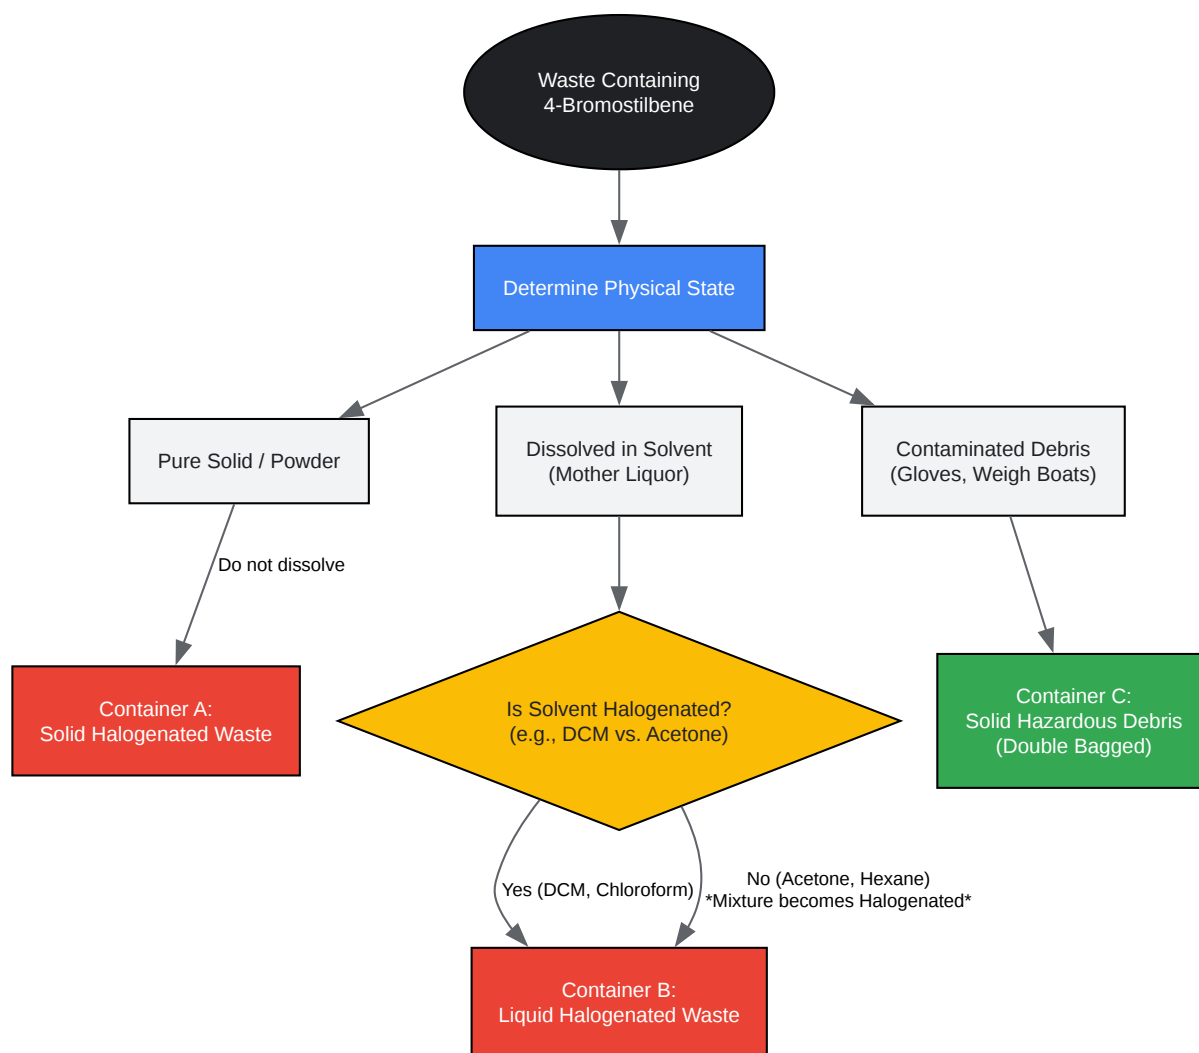 Waste Containing
4-Bromostilbene
Determine Physical State
Pure Solid / Powder
Dissolved in Solvent
(Mother Liquor)
Contaminated Debris
(Gloves, Weigh Boats)
Do not dissolve
Container A:
Solid Halogenated Waste
Is Solvent Halogenated?
(e.g., DCM vs. Acetone)
Container C:
Solid Hazardous Debris
(Double Bagged)
Yes (DCM, Chloroform)
No (Acetone, Hexane)
*Mixture becomes Halogenated*
Container B:
Liquid Halogenated Waste